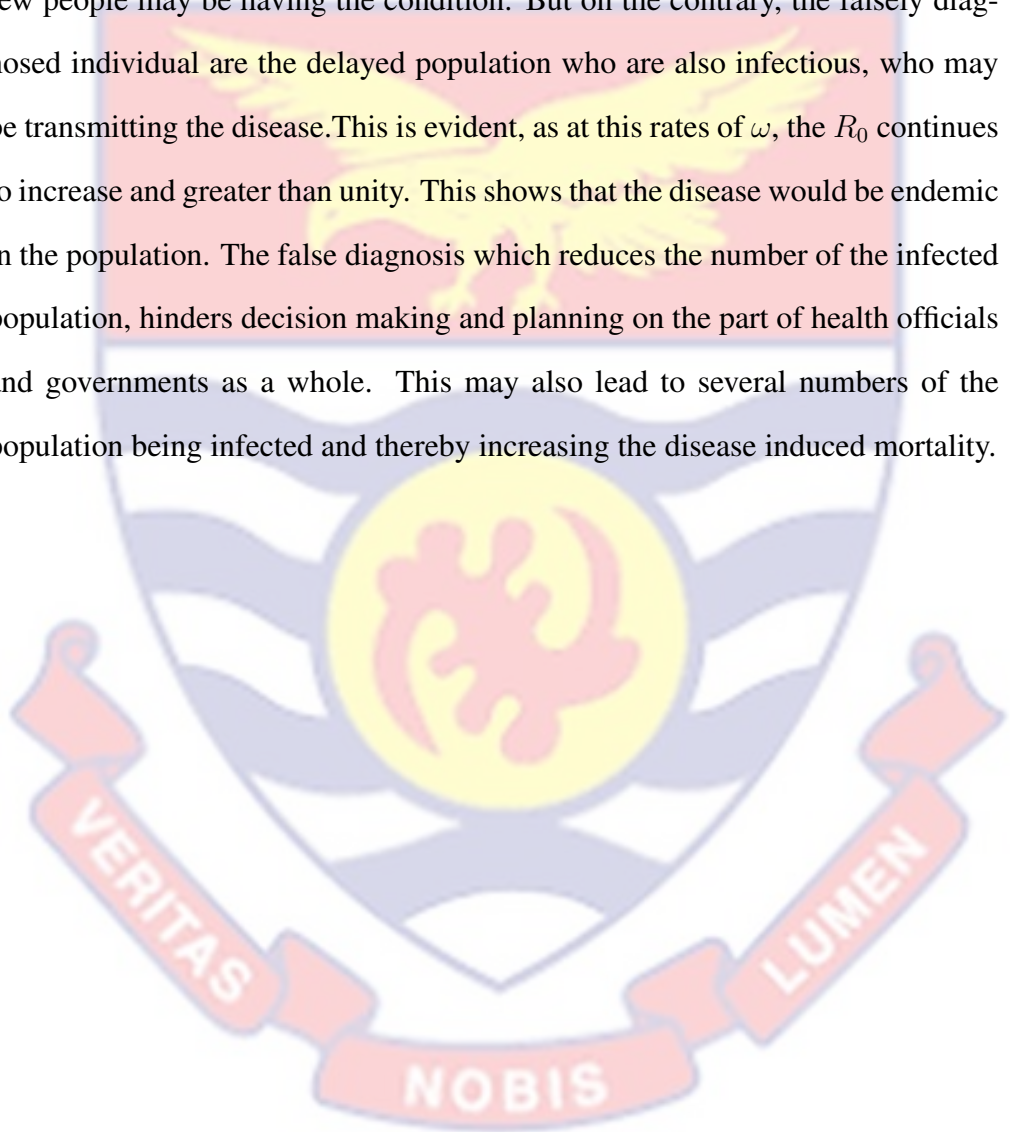 few people may be having the condition. But on the contrary, the falsely diag-
nosed individual are the delayed population who are also infectious, who may
be transmitting the disease.This is evident, as at this rates of ω, the R₀ continues
to increase and greater than unity. This shows that the disease would be endemic
in the population. The false diagnosis which reduces the number of the infected
population, hinders decision making and planning on the part of health officials
and governments as a whole. This may also lead to several numbers of the
population being infected and thereby increasing the disease induced mortality.
VERITAS
NOBIS
LUMEN